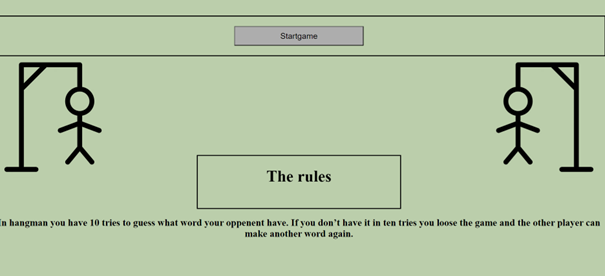 Startgame
The rules
In hangman you have 10 tries to guess what word your oppenent have. If you don't have it in ten tries you loose the game and the other player can
make another word again.